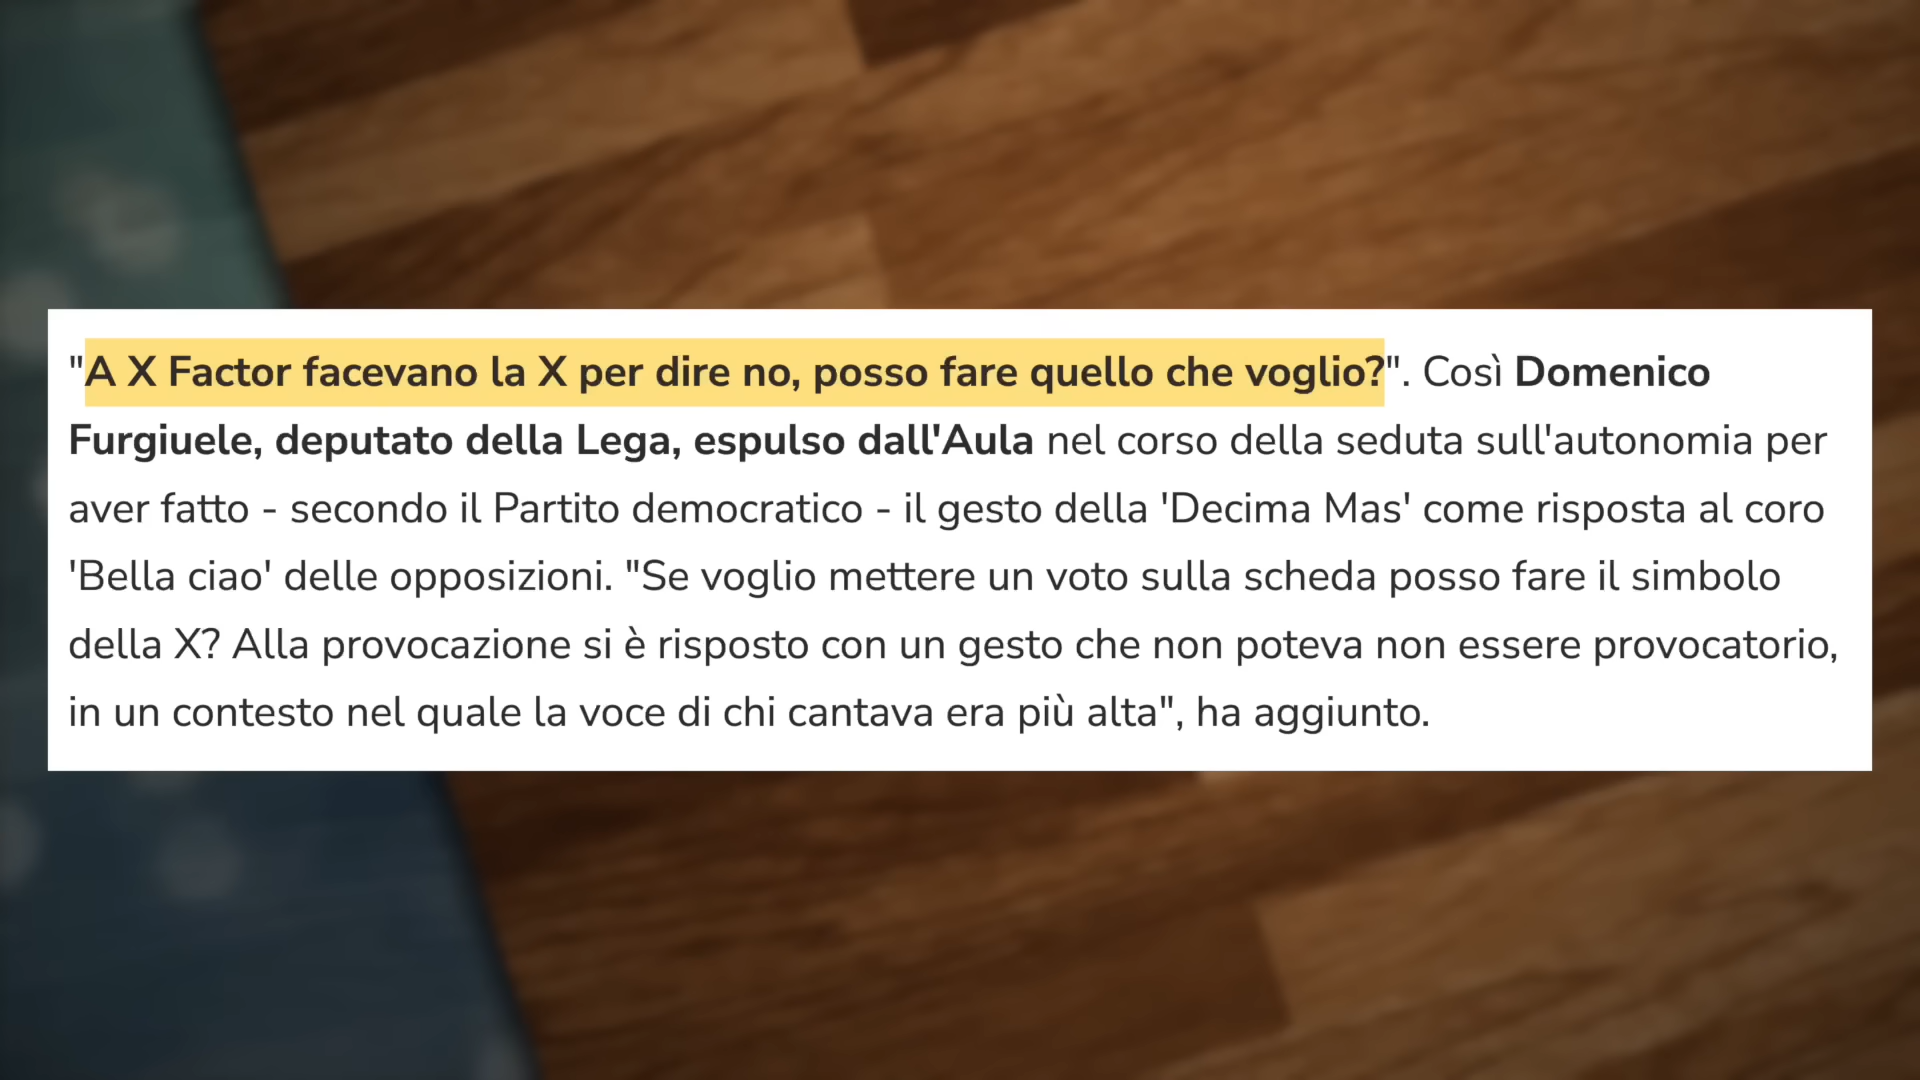 "A X Factor facevano la X per dire no, posso fare quello che voglio?". Così Domenico
Furgiuele, deputato della Lega, espulso dall'Aula nel corso della seduta sull'autonomia per
aver fatto - secondo il Partito democratico - il gesto della 'Decima Mas' come risposta al coro
'Bella ciao' delle opposizioni. "Se voglio mettere un voto sulla scheda posso fare il simbolo
della X? Alla provocazione si è risposto con un gesto che non poteva non essere provocatorio,
in un contesto nel quale la voce di chi cantava era più alta", ha aggiunto.